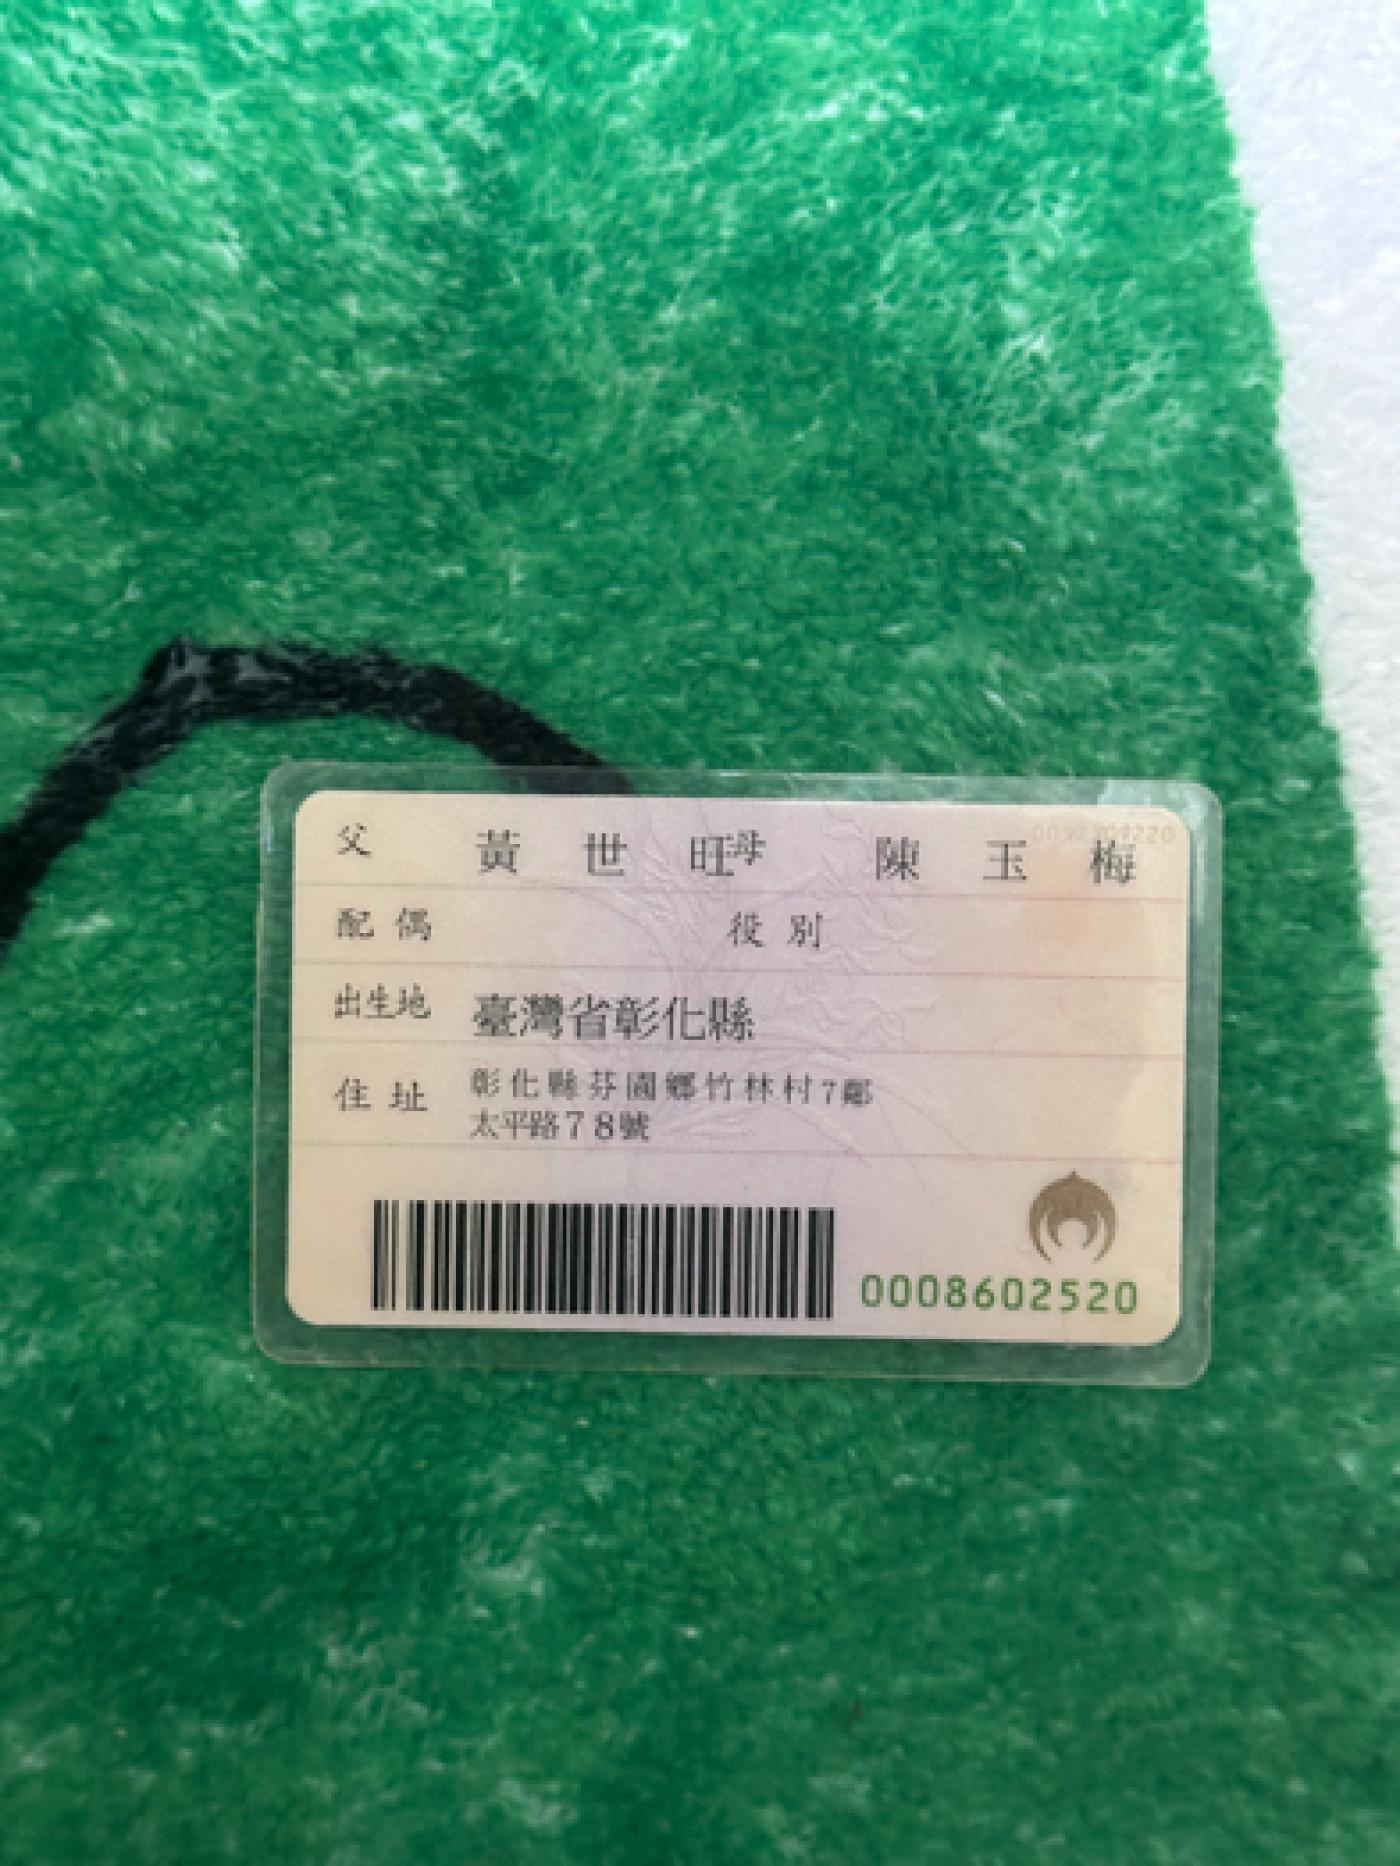 父 黃世旺 母 陳玉梅
配偶 役別
出生地 臺灣省彰化縣
住址 彰化縣芬園鄉竹林村7鄰
太平路78號
0008602520